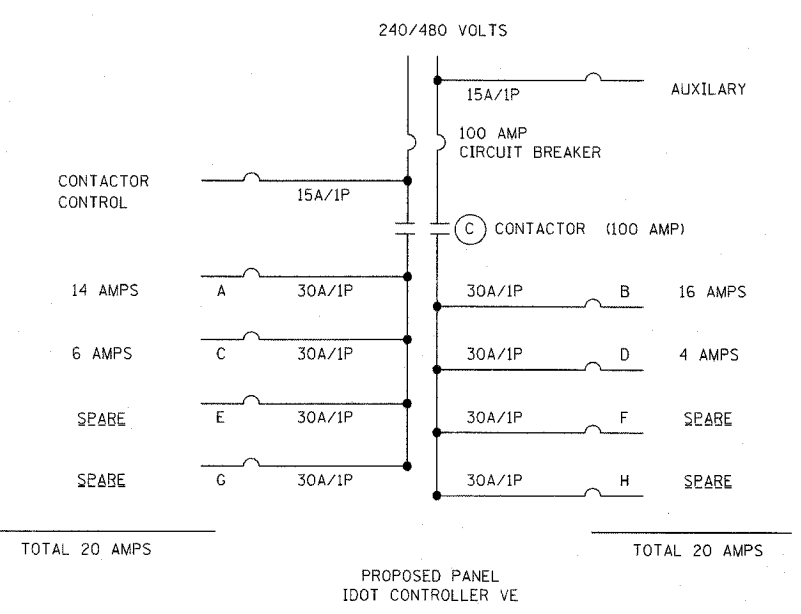 240/480 VOLTS
15A/1P
AUXILARY
100 AMP
CIRCUIT BREAKER
CONTACTOR
CONTROL
15A/1P
C CONTACTOR (100 AMP)
14 AMPS A 30A/1P 30A/1P B 16 AMPS
6 AMPS C 30A/1P 30A/1P D 4 AMPS
SPARE E 30A/1P 30A/1P F SPARE
SPARE G 30A/1P 30A/1P H SPARE
TOTAL 20 AMPS TOTAL 20 AMPS
PROPOSED PANEL
IDOT CONTROLLER VE